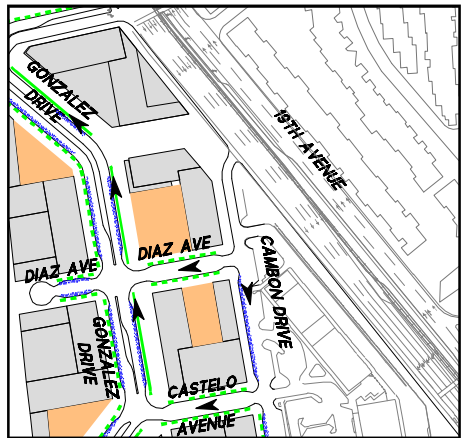 GONZALEZ
DRIVE
19TH AVENUE
DIAZ AVE
DIAZ AVE
CAMBON DRIVE
GONZALEZ
DRIVE
CASTELO
AVENUE